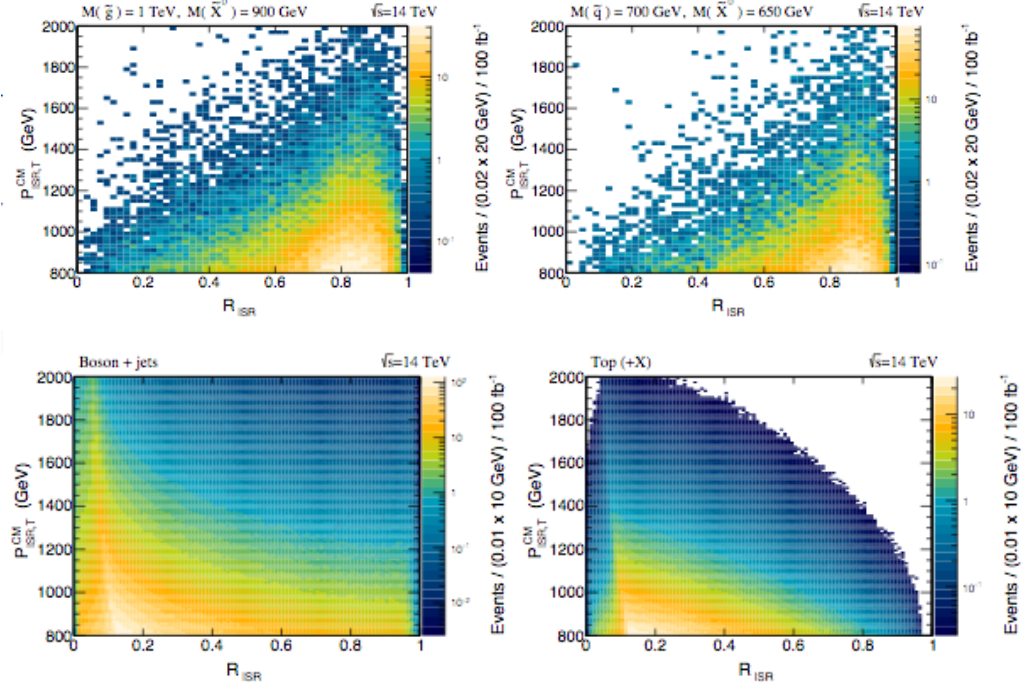 M( g̃ ) = 1 TeV, M( X̃⁰ ) = 900 GeV √s=14 TeV
P^CM_ISR,T (GeV)
2000
1800
1600
1400
1200
1000
800
0 0.2 0.4 0.6 0.8 1
R ISR
10
1
10⁻¹
Events / (0.02 x 20 GeV) / 100 fb⁻¹
M( q̃ ) = 700 GeV, M( X̃⁰ ) = 650 GeV √s=14 TeV
P^CM_ISR,T (GeV)
2000
1800
1600
1400
1200
1000
800
0 0.2 0.4 0.6 0.8 1
R ISR
10
1
10⁻¹
Events / (0.02 x 20 GeV) / 100 fb⁻¹
Boson + jets √s=14 TeV
P^CM_ISR,T (GeV)
2000
1800
1600
1400
1200
1000
800
0 0.2 0.4 0.6 0.8 1
R ISR
10²
10
1
10⁻¹
10⁻²
Events / (0.01 x 10 GeV) / 100 fb⁻¹
Top (+X) √s=14 TeV
P^CM_ISR,T (GeV)
2000
1800
1600
1400
1200
1000
800
0 0.2 0.4 0.6 0.8 1
R ISR
10
1
10⁻¹
Events / (0.01 x 10 GeV) / 100 fb⁻¹